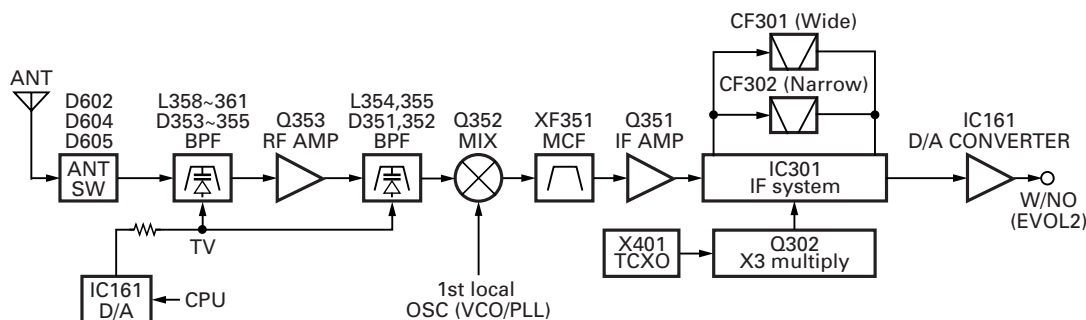 CF301 (Wide)
CF302 (Narrow)
ANT
D602
D604
D605
ANT
SW
L358~361
D353~355
BPF
Q353
RF AMP
L354,355
D351,352
BPF
Q352
MIX
XF351
MCF
Q351
IF AMP
IC301
IF system
IC161
D/A CONVERTER
W/NO
(EVOL2)
TV
X401
TCXO
Q302
X3 multiply
IC161
D/A
CPU
1st local
OSC (VCO/PLL)